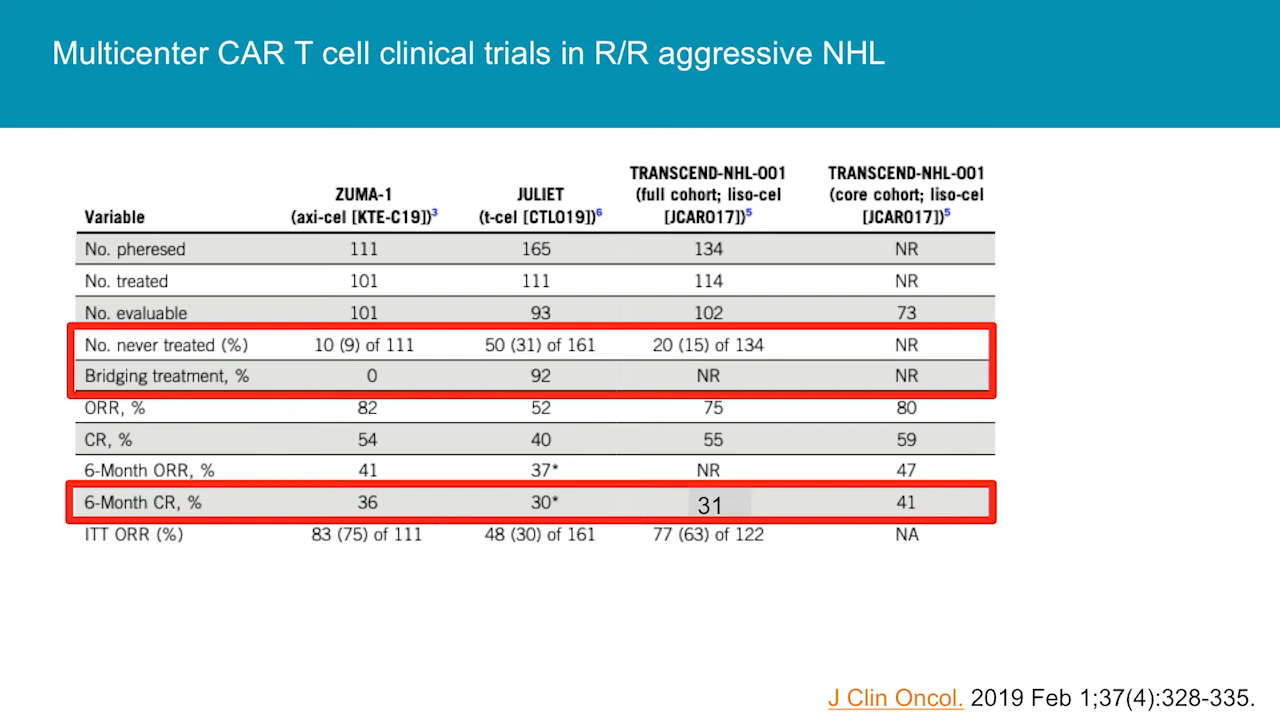 Multicenter CAR T cell clinical trials in R/R aggressive NHL
Variable ZUMA-1 (axi-cel [KTE-C19])3 JULIET (t-cel [CTL019])6 TRANSCEND-NHL-001 (full cohort; liso-cel [JCAR017])5 TRANSCEND-NHL-001 (core cohort; liso-cel [JCAR017])5
No. pheresed 111 165 134 NR
No. treated 101 111 114 NR
No. evaluable 101 93 102 73
No. never treated (%) 10 (9) of 111 50 (31) of 161 20 (15) of 134 NR
Bridging treatment, % 0 92 NR NR
ORR, % 82 52 75 80
CR, % 54 40 55 59
6-Month ORR, % 41 37* NR 47
6-Month CR, % 36 30* 31 41
ITT ORR (%) 83 (75) of 111 48 (30) of 161 77 (63) of 122 NA
J Clin Oncol. 2019 Feb 1;37(4):328-335.